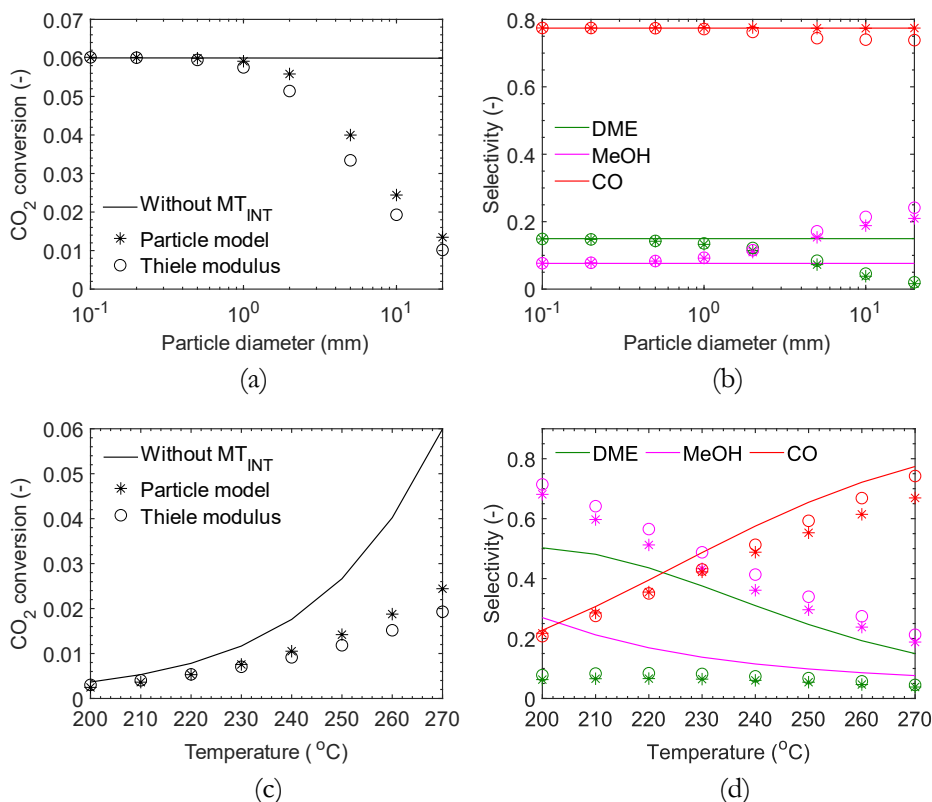 0.06
0.05
0.04
0.03
0.02
0.01
0
CO2 conversion (-)
Without MTINT
Particle model
Thiele modulus
10-1
100
101
Particle diameter (mm)
(a)
0.8
0.6
0.4
0.2
0
Selectivity (-)
DME
MeOH
CO
10-1
100
101
Particle diameter (mm)
(b)
0.06
0.05
0.04
0.03
0.02
0.01
0
CO2 conversion (-)
Without MTINT
Particle model
Thiele modulus
200 210 220 230 240 250 260 270
Temperature (oC)
(c)
0.8
0.6
0.4
0.2
0
Selectivity (-)
DME MeOH CO
200 210 220 230 240 250 260 270
Temperature (oC)
(d)